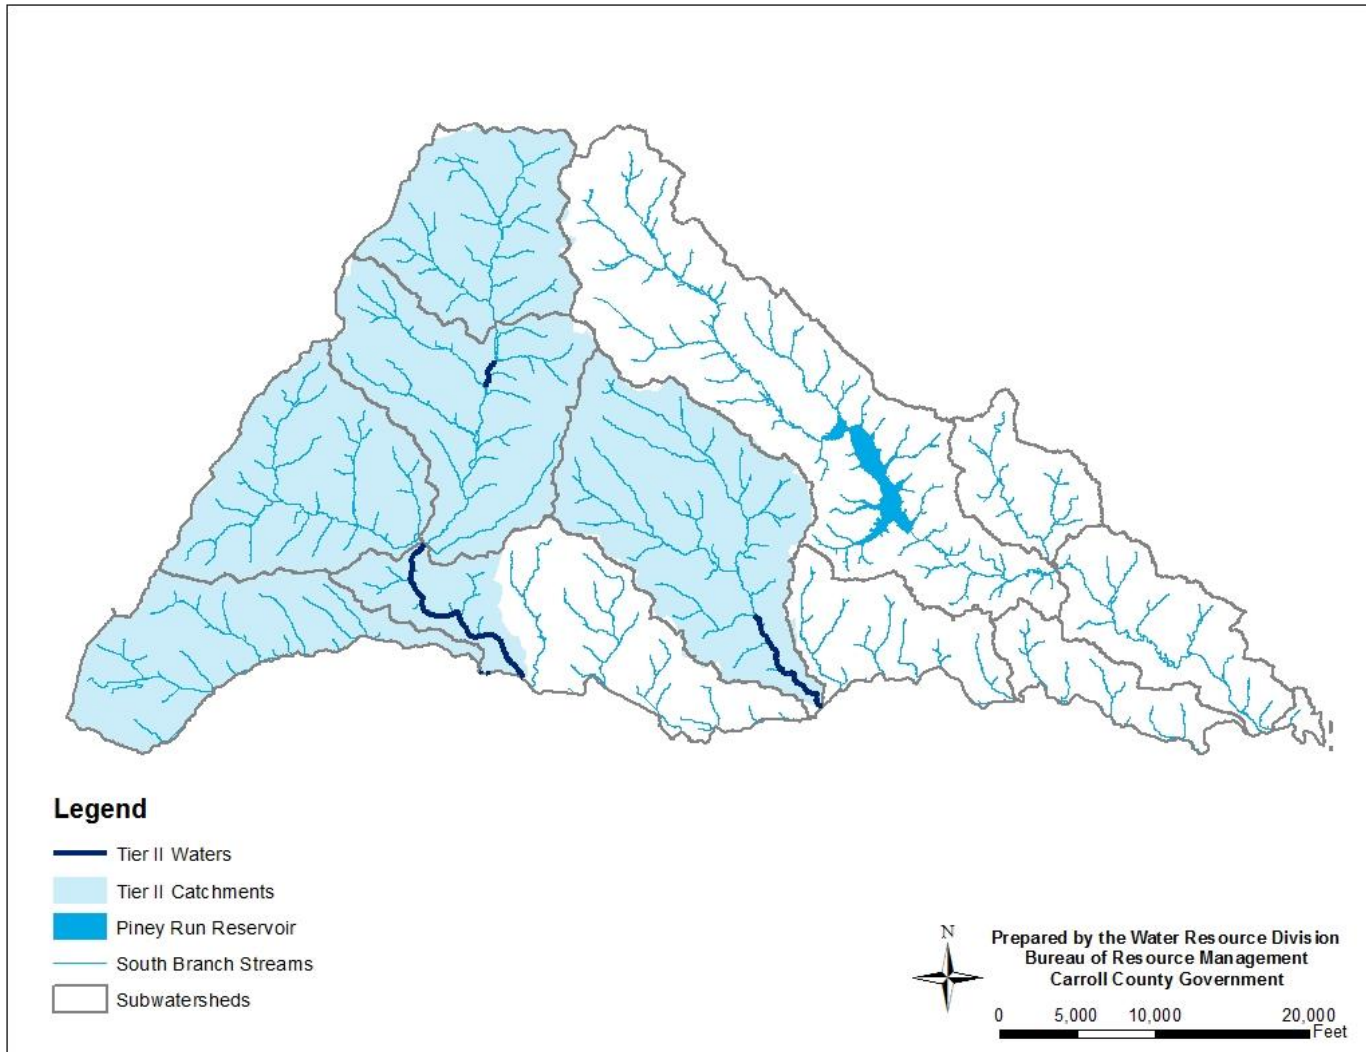 Legend
Tier II Waters
Tier II Catchments
Piney Run Reservoir
South Branch Streams
Subwatersheds
N
Prepared by the Water Resource Division
Bureau of Resource Management
Carroll County Government
0 5,000 10,000 20,000
Feet